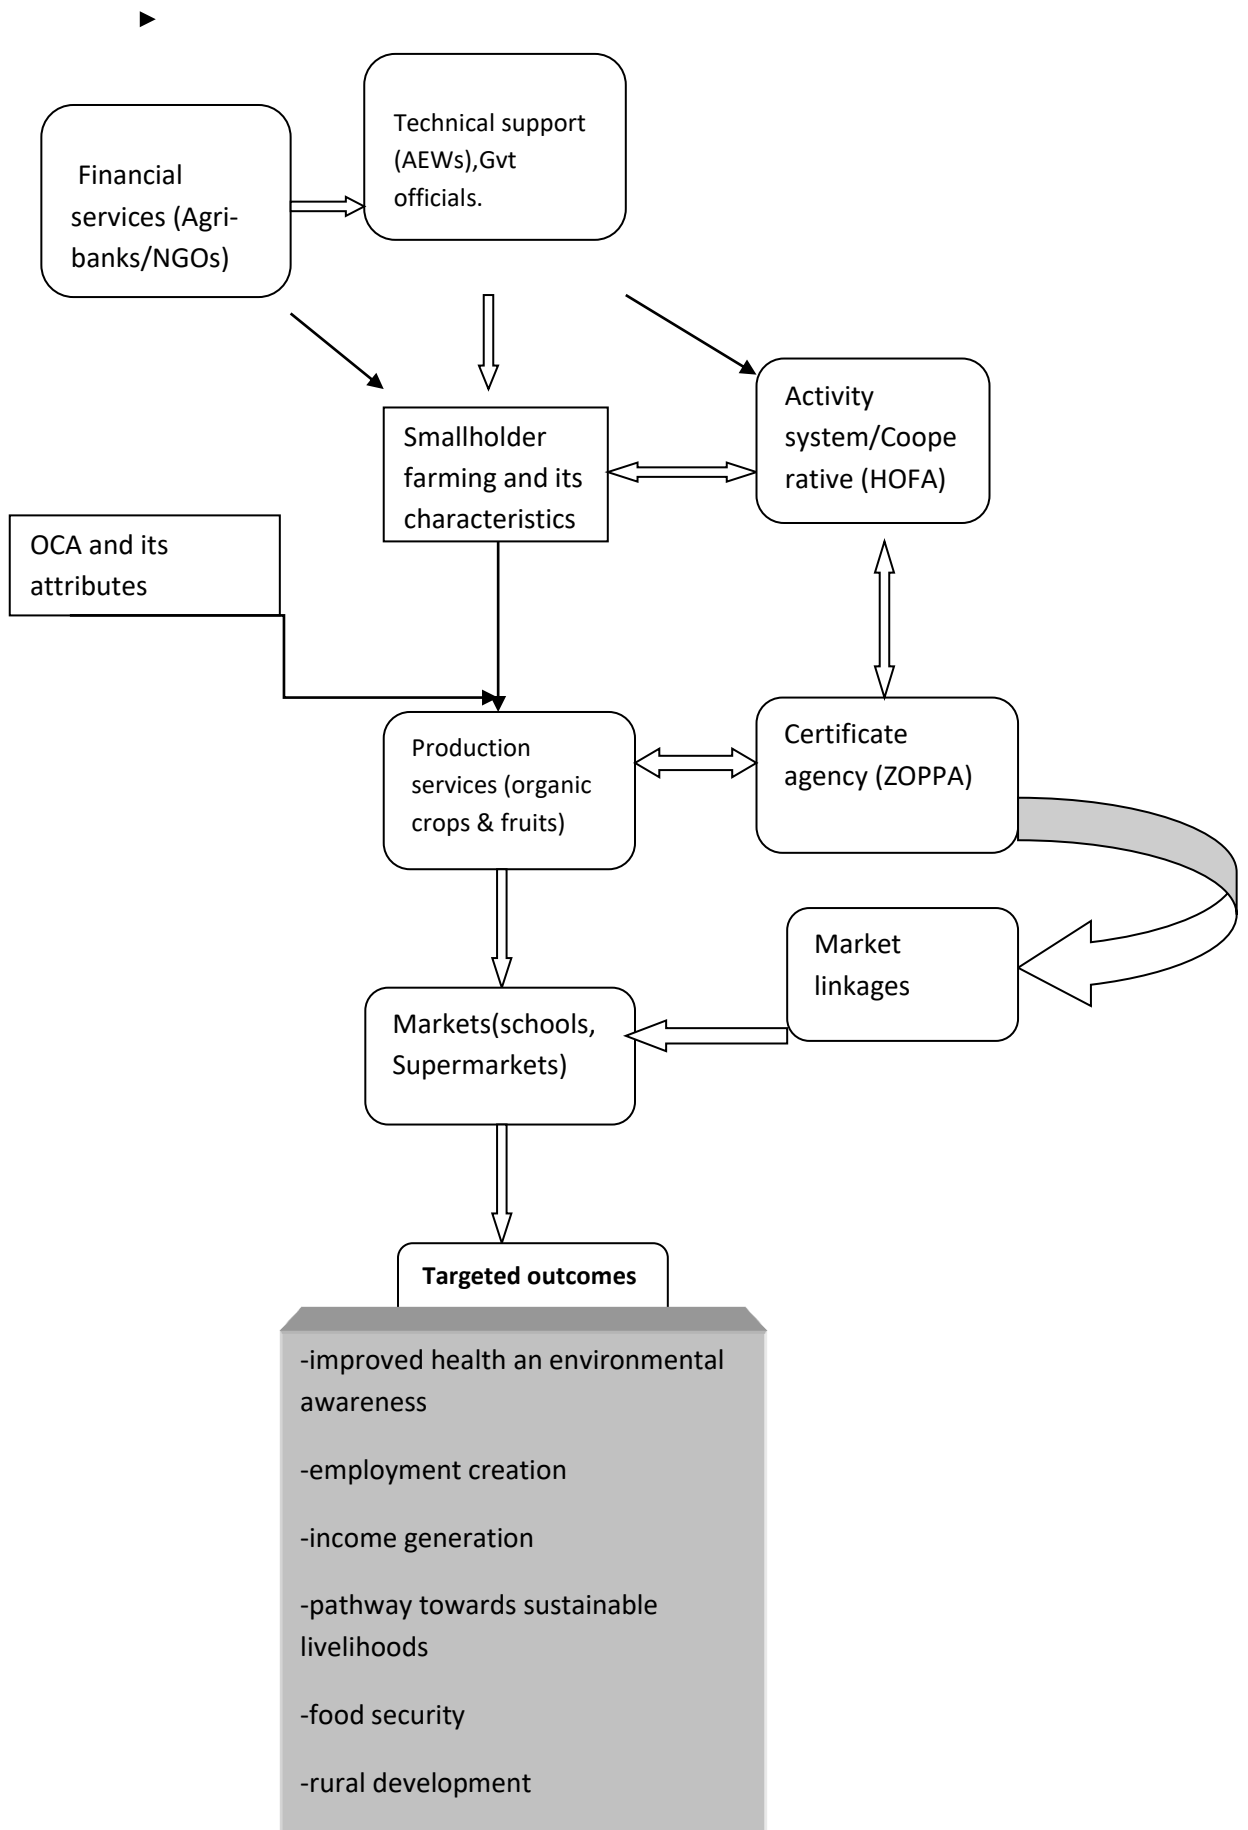 Technical support
(AEWs),Gvt
officials.
Financial
services (Agri-
banks/NGOs)
Activity
system/Coope
rative (HOFA)
Smallholder
farming and its
characteristics
OCA and its
attributes
Production
services (organic
crops & fruits)
Certificate
agency (ZOPPA)
Market
linkages
Markets(schools,
Supermarkets)
Targeted outcomes
-improved health an environmental
awareness
-employment creation
-income generation
-pathway towards sustainable
livelihoods
-food security
-rural development